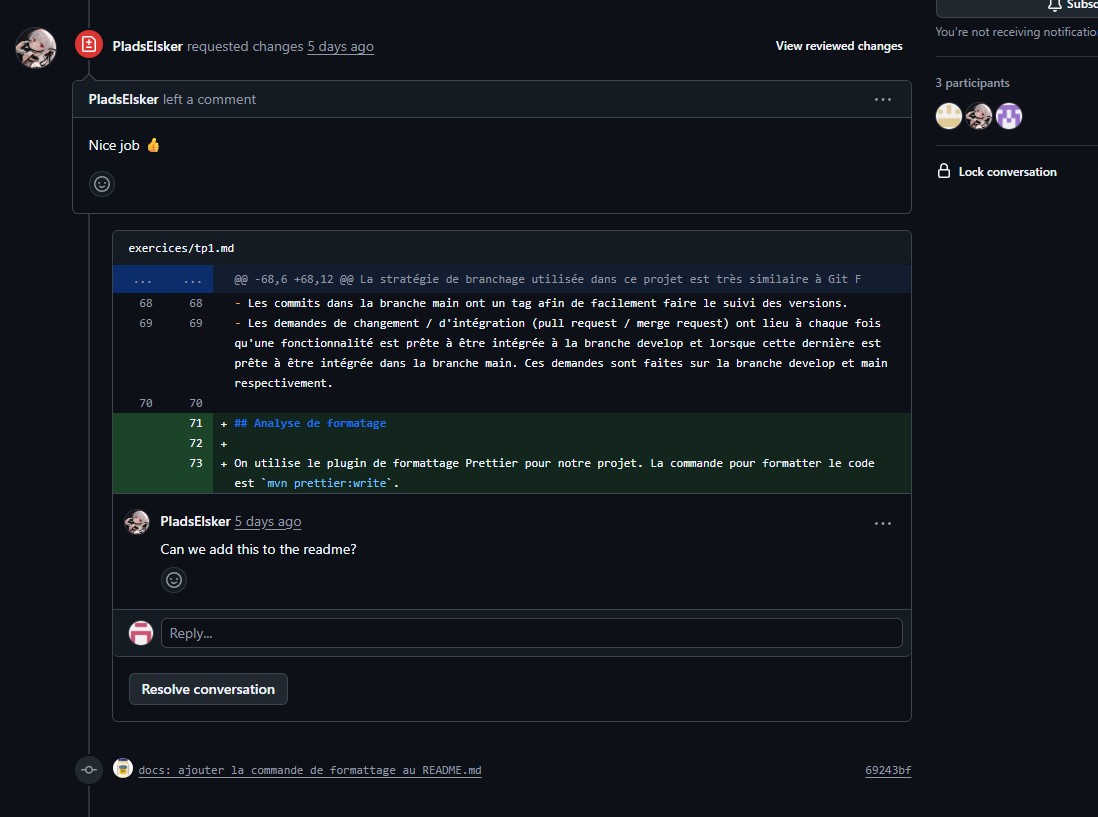 Subsc
PladsElsker requested changes 5 days ago
View reviewed changes
You're not receiving notificatio
PladsElsker left a comment
3 participants
Nice job 👍
Lock conversation
exercices/tp1.md
... ... @@ -68,6 +68,12 @@ La stratégie de branchage utilisée dans ce projet est très similaire à Git F
68 68 - Les commits dans la branche main ont un tag afin de facilement faire le suivi des versions.
69 69 - Les demandes de changement / d'intégration (pull request / merge request) ont lieu à chaque fois
qu'une fonctionnalité est prête à être intégrée à la branche develop et lorsque cette dernière est
prête à être intégrée dans la branche main. Ces demandes sont faites sur la branche develop et main
respectivement.
70 70
71 + ## Analyse de formatage
72 +
73 + On utilise le plugin de formattage Prettier pour notre projet. La commande pour formatter le code
est `mvn prettier:write`.
PladsElsker 5 days ago
Can we add this to the readme?
Reply...
Resolve conversation
docs: ajouter la commande de formattage au README.md
69243bf